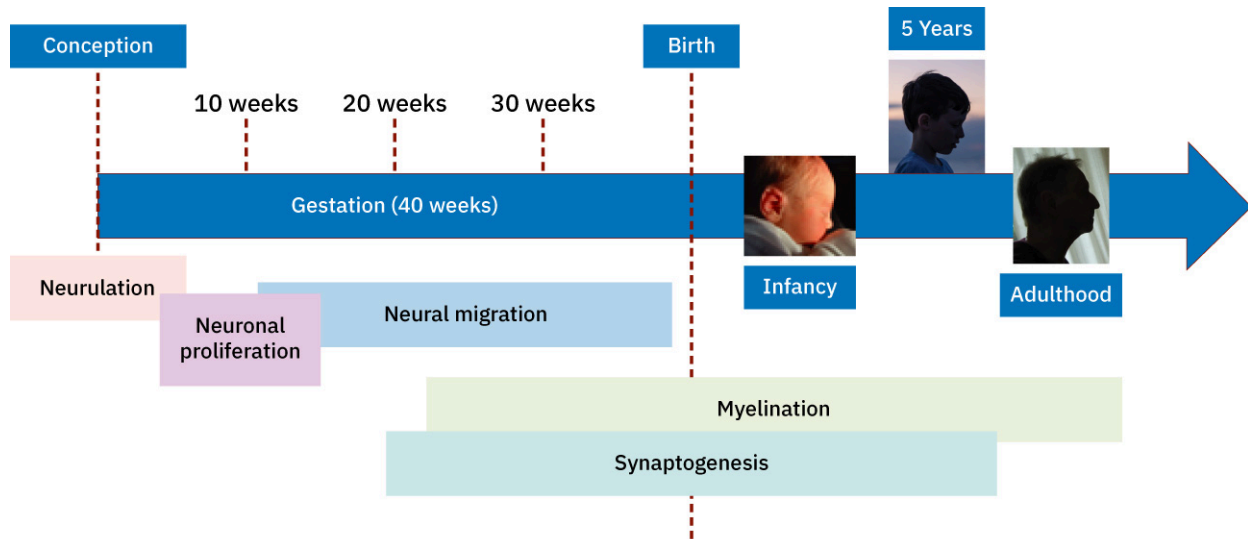 5 Years
Conception
Birth
10 weeks
20 weeks
30 weeks
Gestation (40 weeks)
Neurulation
Infancy
Adulthood
Neuronal
proliferation
Neural migration
Myelination
Synaptogenesis